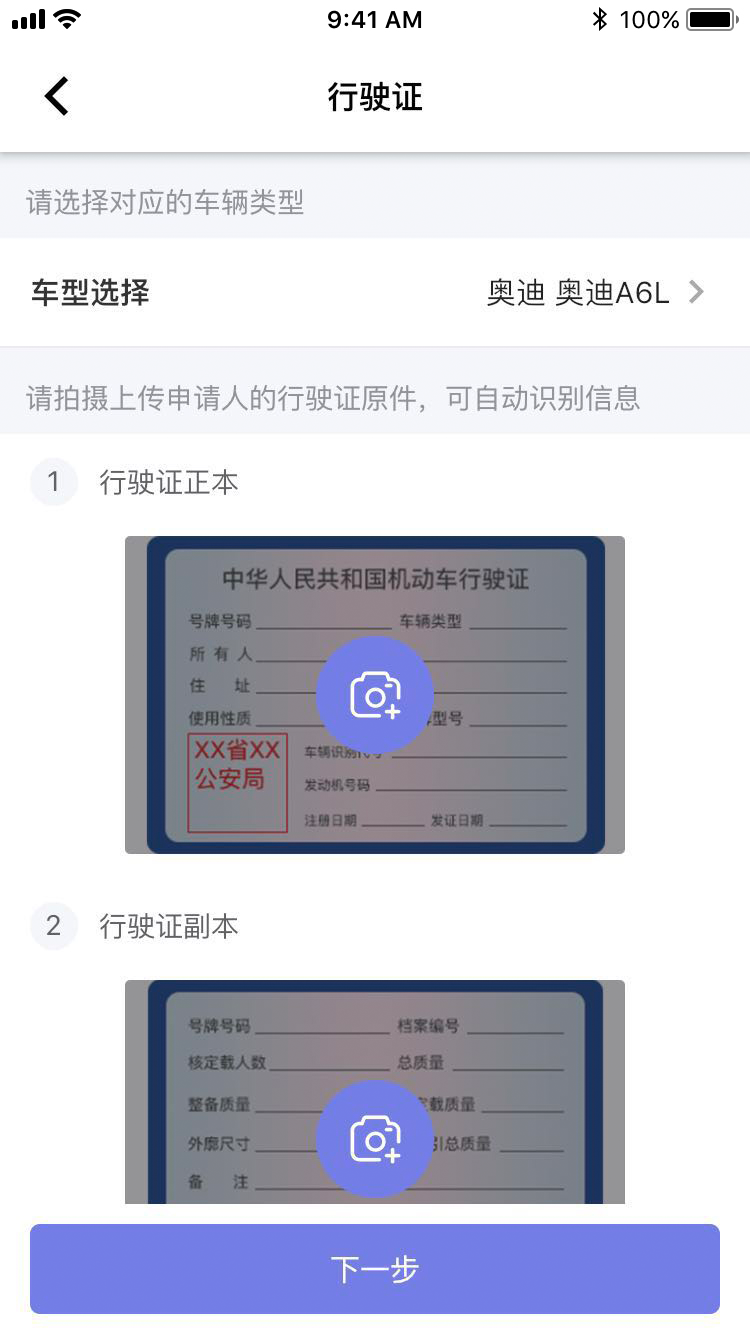 9:41 AM
100%
行驶证
请选择对应的车辆类型
车型选择
奥迪 奥迪A6L
请拍摄上传申请人的行驶证原件，可自动识别信息
1 行驶证正本
中华人民共和国机动车行驶证
号牌号码 车辆类型
所 有 人
住 址
使用性质 型号
XX省XX
公安局
车辆识别代号
发动机号码
注册日期 发证日期
2 行驶证副本
号牌号码 档案编号
核定载人数 总质量
整备质量 载质量
外廓尺寸 引总质量
备 注
下一步